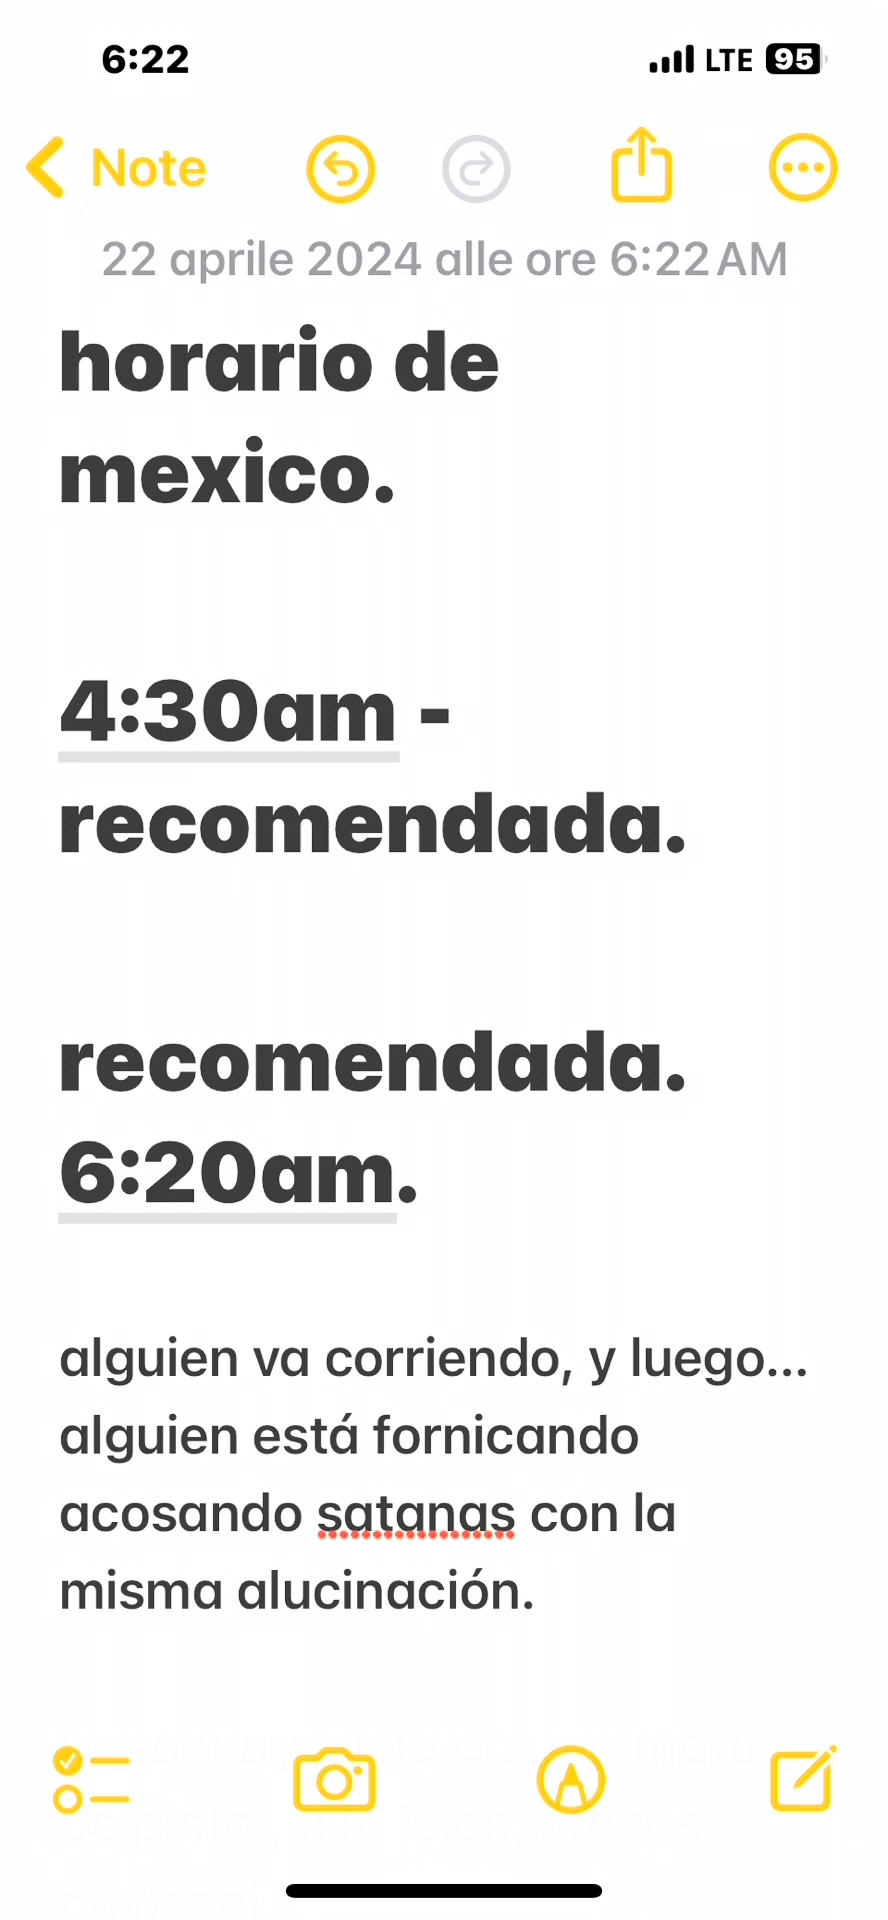 6:22
LTE 95
Note
22 aprile 2024 alle ore 6:22 AM
horario de
mexico.
4:30am -
recomendada.
recomendada.
6:20am.
alguien va corriendo, y luego...
alguien está fornicando
acosando satanas con la
misma alucinación.